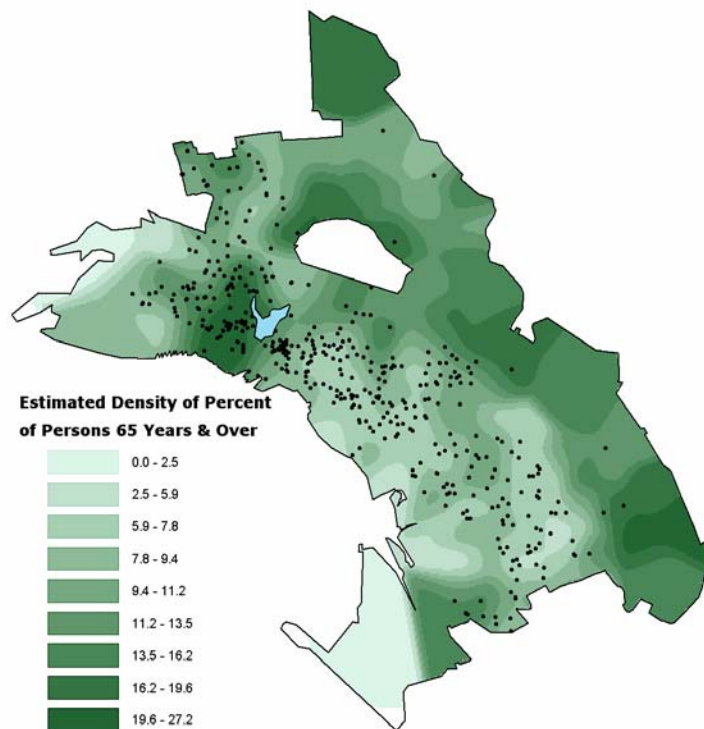 Estimated Density of Percent
of Persons 65 Years & Over
0.0 - 2.5
2.5 - 5.9
5.9 - 7.8
7.8 - 9.4
9.4 - 11.2
11.2 - 13.5
13.5 - 16.2
16.2 - 19.6
19.6 - 27.2